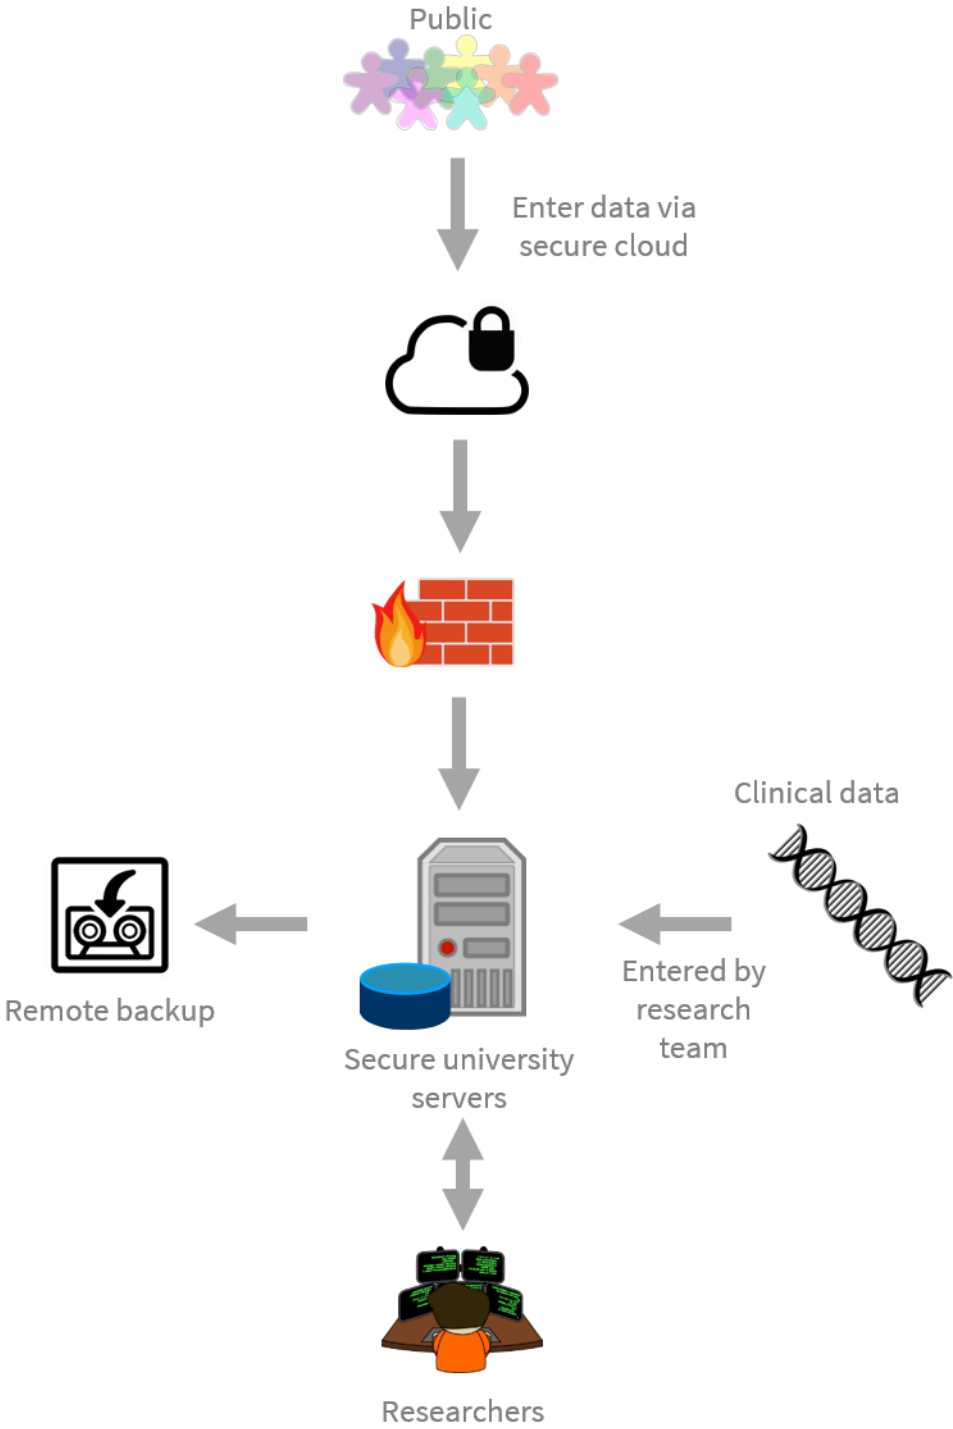 Public
Enter data via
secure cloud
Clinical data
Entered by
research
team
Remote backup
Secure university
servers
Researchers